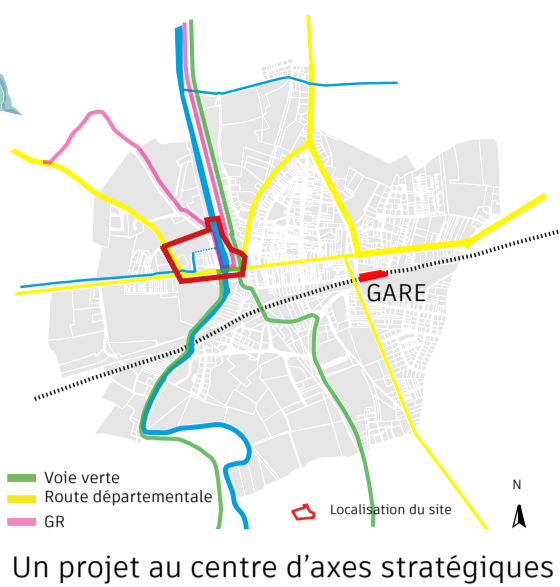 GARE
Voie verte
Route départementale
GR
N
Localisation du site
Un projet au centre d'axes stratégiques